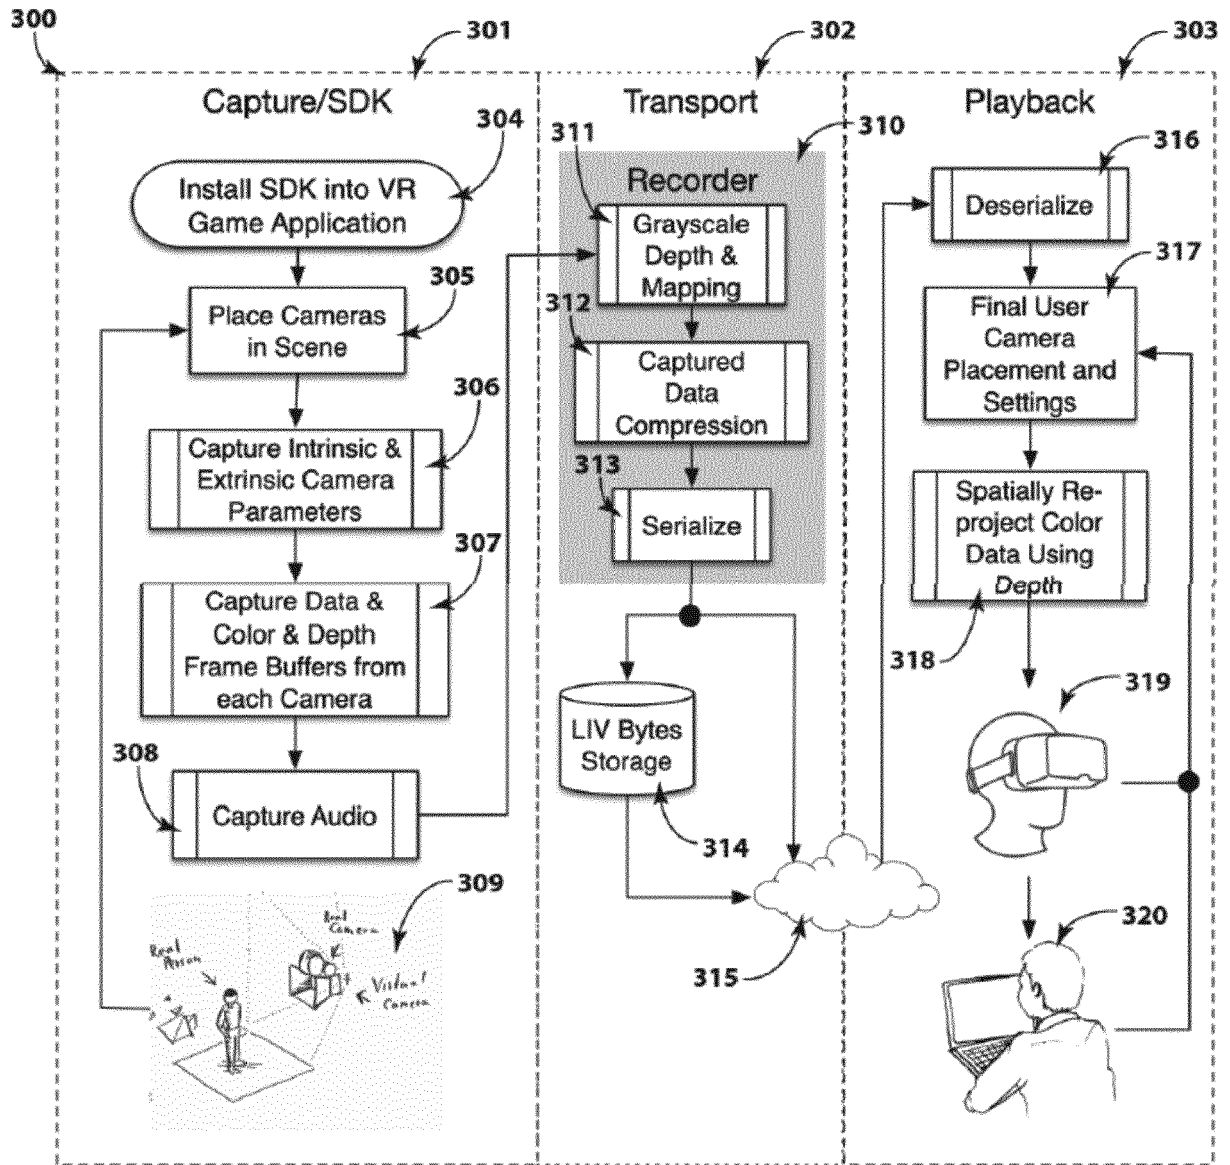 300
301
302
303
Capture/SDK
Transport
Playback
304
Install SDK into VR
Game Application
305
Place Cameras
in Scene
306
Capture Intrinsic &
Extrinsic Camera
Parameters
307
Capture Data &
Color & Depth
Frame Buffers from
each Camera
308
Capture Audio
309
Real
Person
Real
Camera
Virtual
Camera
310
Recorder
311
Grayscale
Depth &
Mapping
312
Captured
Data
Compression
313
Serialize
LIV Bytes
Storage
314
315
316
Deserialize
317
Final User
Camera
Placement and
Settings
Spatially Re-
project Color
Data Using
Depth
318
319
320